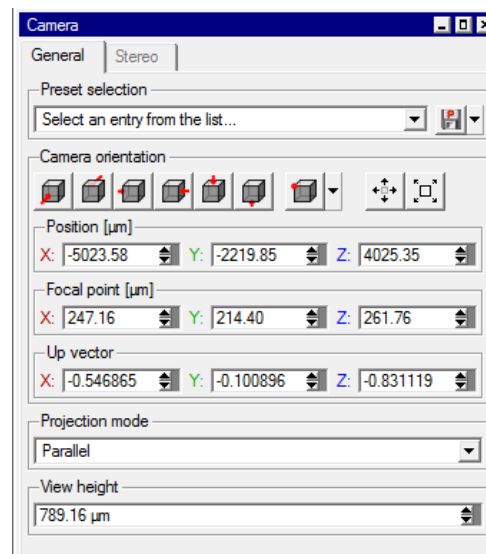 Camera
General Stereo
Preset selection
Select an entry from the list...
Camera orientation
Position [µm]
X: -5023.58 Y: -2219.85 Z: 4025.35
Focal point [µm]
X: 247.16 Y: 214.40 Z: 261.76
Up vector
X: -0.546865 Y: -0.100896 Z: -0.831119
Projection mode
Parallel
View height
789.16 µm